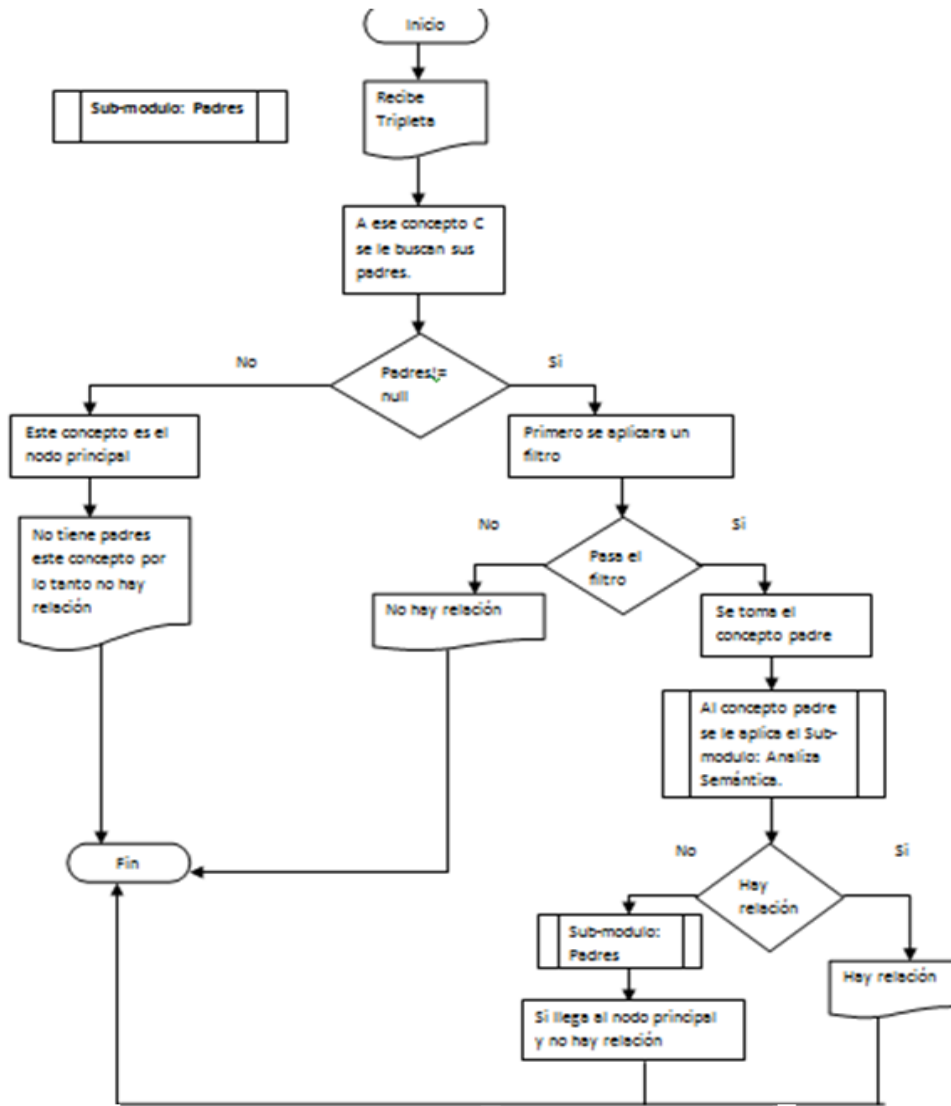 Inicio
Sub-modulo: Padres
Recibe
Tripleta
A ese concepto C
se le buscan sus
padres.
No
Si
Padres!=
null
Este concepto es el
nodo principal
Primero se aplicara un
filtro
No tiene padres
este concepto por
lo tanto no hay
relación
No
Si
Pasa el
filtro
No hay relación
Se toma el
concepto padre
Al concepto padre
se le aplica el Sub-
modulo: Analiza
Semántica.
Fin
No
Si
Hay
relación
Sub-modulo:
Padres
Hay relación
Si llega al nodo principal
y no hay relación